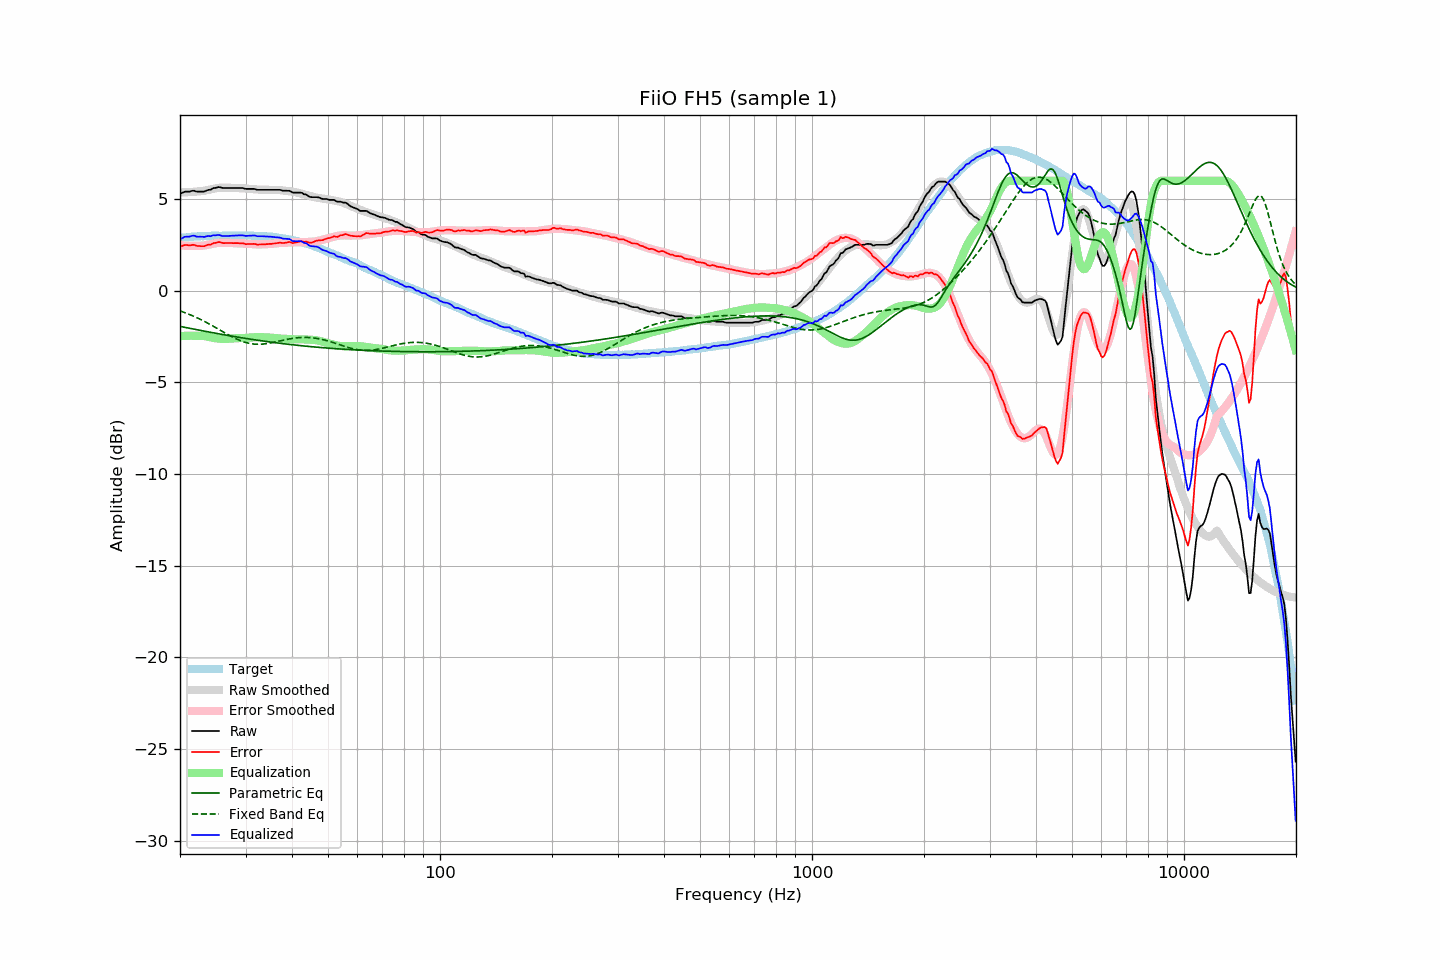 FiiO FH5 (sample 1)
Amplitude (dBr)
5
0
−5
−10
−15
−20
−25
−30
Target
Raw Smoothed
Error Smoothed
Raw
Error
Equalization
Parametric Eq
Fixed Band Eq
Equalized
100
1000
10000
Frequency (Hz)